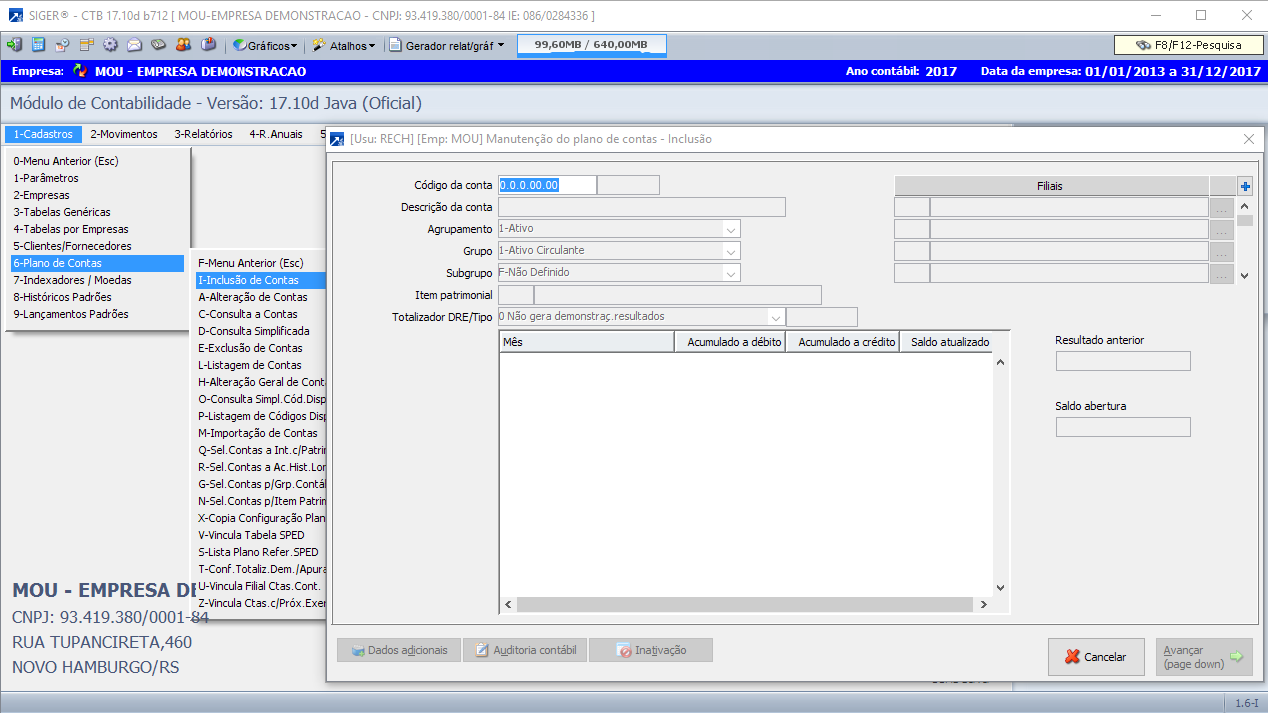 SIGER® - CTB 17.10d b712 [ MOU-EMPRESA DEMONSTRACAO - CNPJ: 93.419.380/0001-84 IE: 086/0284336 ]
Gráficos
Atalhos
Gerador relat/gráf
99,60MB / 640,00MB
F8/F12-Pesquisa
Empresa: MOU - EMPRESA DEMONSTRACAO
Ano contábil: 2017
Data da empresa: 01/01/2013 a 31/12/2017
Módulo de Contabilidade - Versão: 17.10d Java (Oficial)
1-Cadastros
2-Movimentos
3-Relatórios
4-R.Anuais
0-Menu Anterior (Esc)
1-Parâmetros
2-Empresas
3-Tabelas Genéricas
4-Tabelas por Empresas
5-Clientes/Fornecedores
6-Plano de Contas
7-Indexadores / Moedas
8-Históricos Padrões
9-Lançamentos Padrões
F-Menu Anterior (Esc)
I-Inclusão de Contas
A-Alteração de Contas
C-Consulta a Contas
D-Consulta Simplificada
E-Exclusão de Contas
L-Listagem de Contas
H-Alteração Geral de Cont
O-Consulta Simpl.Cód.Disp
P-Listagem de Códigos Disp
M-Importação de Contas
Q-Sel.Contas a Int.c/Patrim
R-Sel.Contas a Ac.Hist.Lon
G-Sel.Contas p/Grp.Contáb
N-Sel.Contas p/Item Patrim
X-Copia Configuração Plan
V-Vincula Tabela SPED
S-Lista Plano Refer.SPED
T-Conf.Totaliz.Dem./Apura
U-Vincula Filial Ctas.Cont.
Z-Vincula Ctas.c/Próx.Exer
MOU - EMPRESA DE
CNPJ: 93.419.380/0001-84
RUA TUPANCIRETA,460
NOVO HAMBURGO/RS
[Usu: RECH] [Emp: MOU] Manutenção do plano de contas - Inclusão
Código da conta 0.0.0.00.00
Descrição da conta
Agrupamento 1-Ativo
Grupo 1-Ativo Circulante
Subgrupo F-Não Definido
Item patrimonial
Totalizador DRE/Tipo 0 Não gera demonstraç.resultados
Filiais
...
...
...
...
Mês
Acumulado a débito
Acumulado a crédito
Saldo atualizado
Resultado anterior
Saldo abertura
Dados adicionais
Auditoria contábil
Inativação
Cancelar
Avançar
(page down)
1.6-I